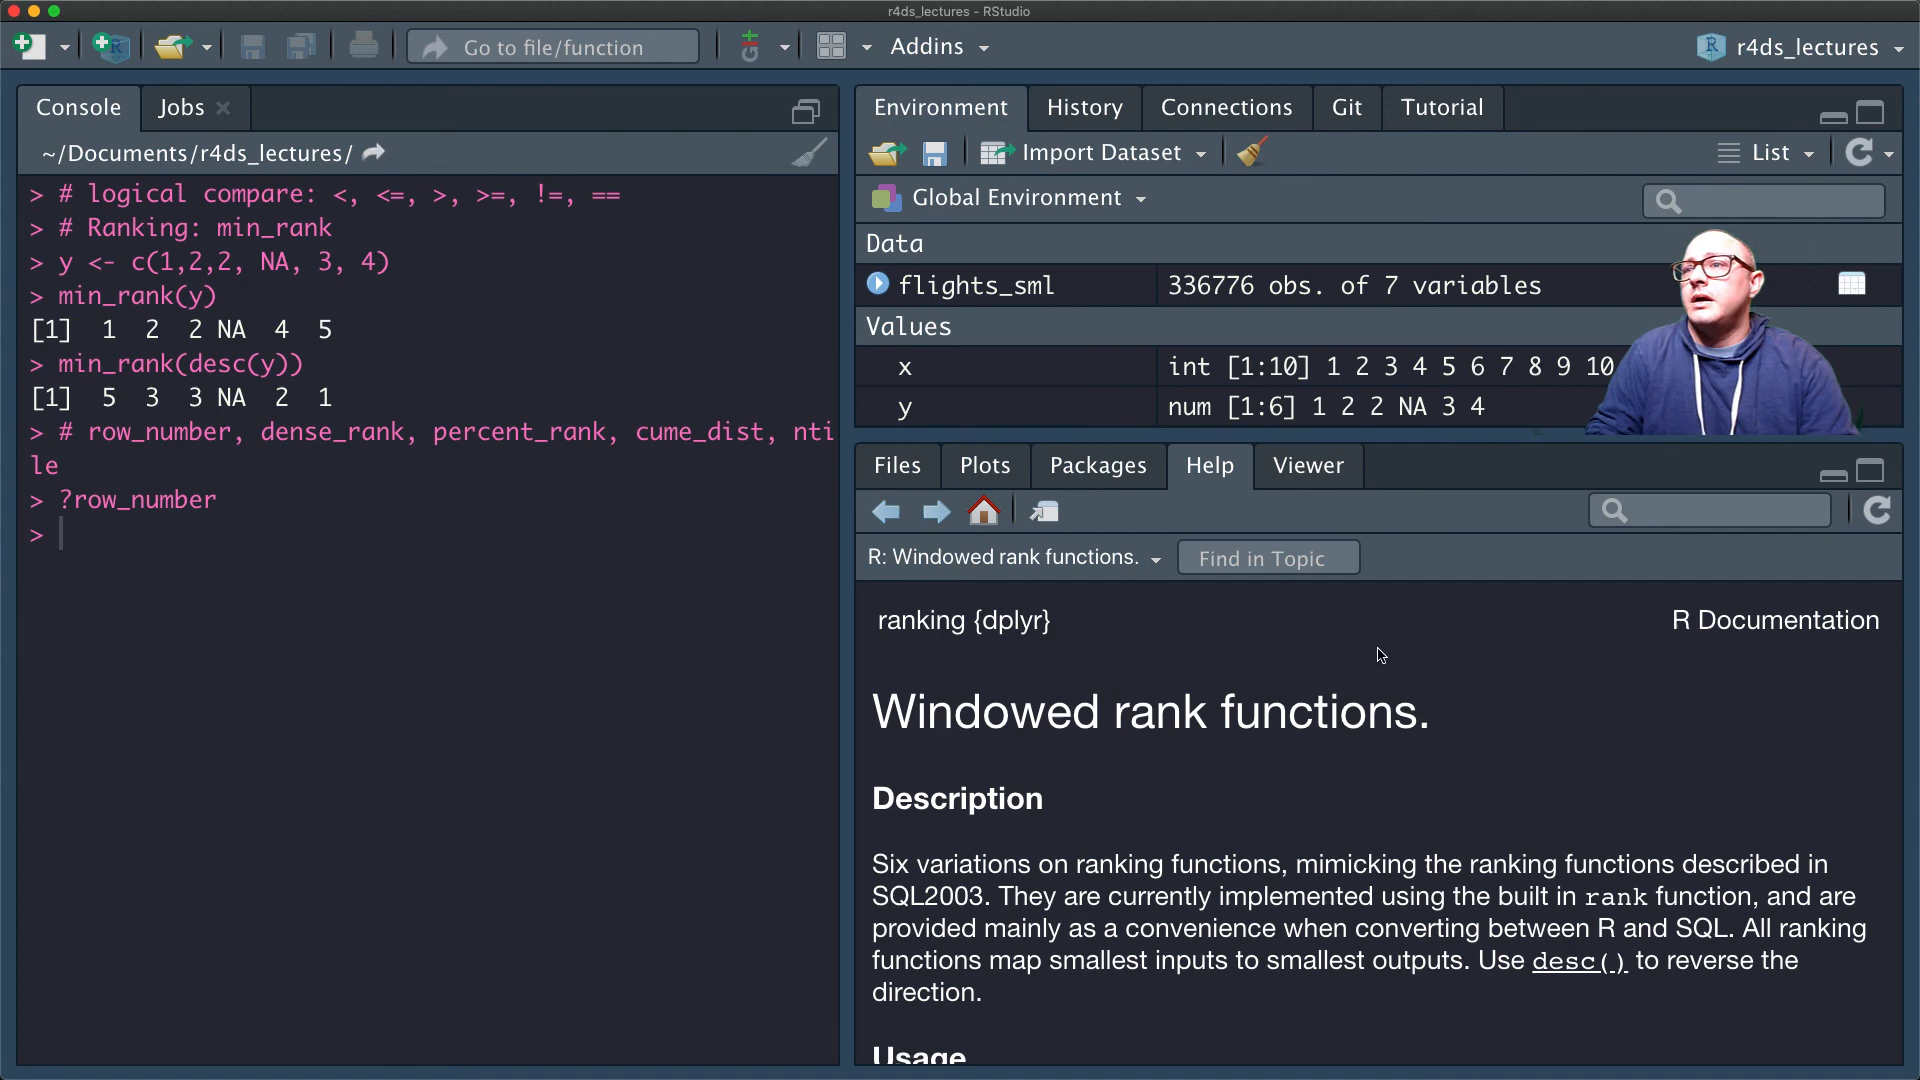 r4ds_lectures - RStudio
Go to file/function
Addins
r4ds_lectures
Console
Jobs
~/Documents/r4ds_lectures/
> # logical compare: <, <=, >, >=, !=, ==
> # Ranking: min_rank
> y <- c(1,2,2, NA, 3, 4)
> min_rank(y)
[1]  1  2  2 NA  4  5
> min_rank(desc(y))
[1]  5  3  3 NA  2  1
> # row_number, dense_rank, percent_rank, cume_dist, nti
le
> ?row_number
>
Environment
History
Connections
Git
Tutorial
Import Dataset
List
Global Environment
Data
flights_sml 336776 obs. of 7 variables
Values
x int [1:10] 1 2 3 4 5 6 7 8 9 10
y num [1:6] 1 2 2 NA 3 4
Files
Plots
Packages
Help
Viewer
R: Windowed rank functions.
Find in Topic
ranking {dplyr}
R Documentation
Windowed rank functions.
Description
Six variations on ranking functions, mimicking the ranking functions described in
SQL2003. They are currently implemented using the built in rank function, and are
provided mainly as a convenience when converting between R and SQL. All ranking
functions map smallest inputs to smallest outputs. Use desc() to reverse the
direction.
Usage